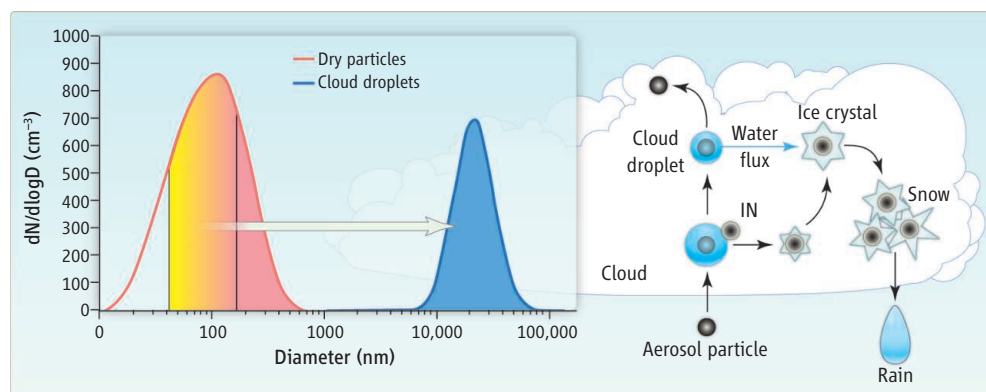 1000
900
800
700
600
500
400
300
200
100
0
dN/dlogD (cm⁻³)
Dry particles
Cloud droplets
0 100 1000 10,000 100,000
Diameter (nm)
Ice crystal
Cloud droplet
Water flux
Snow
IN
Cloud
Aerosol particle
Rain